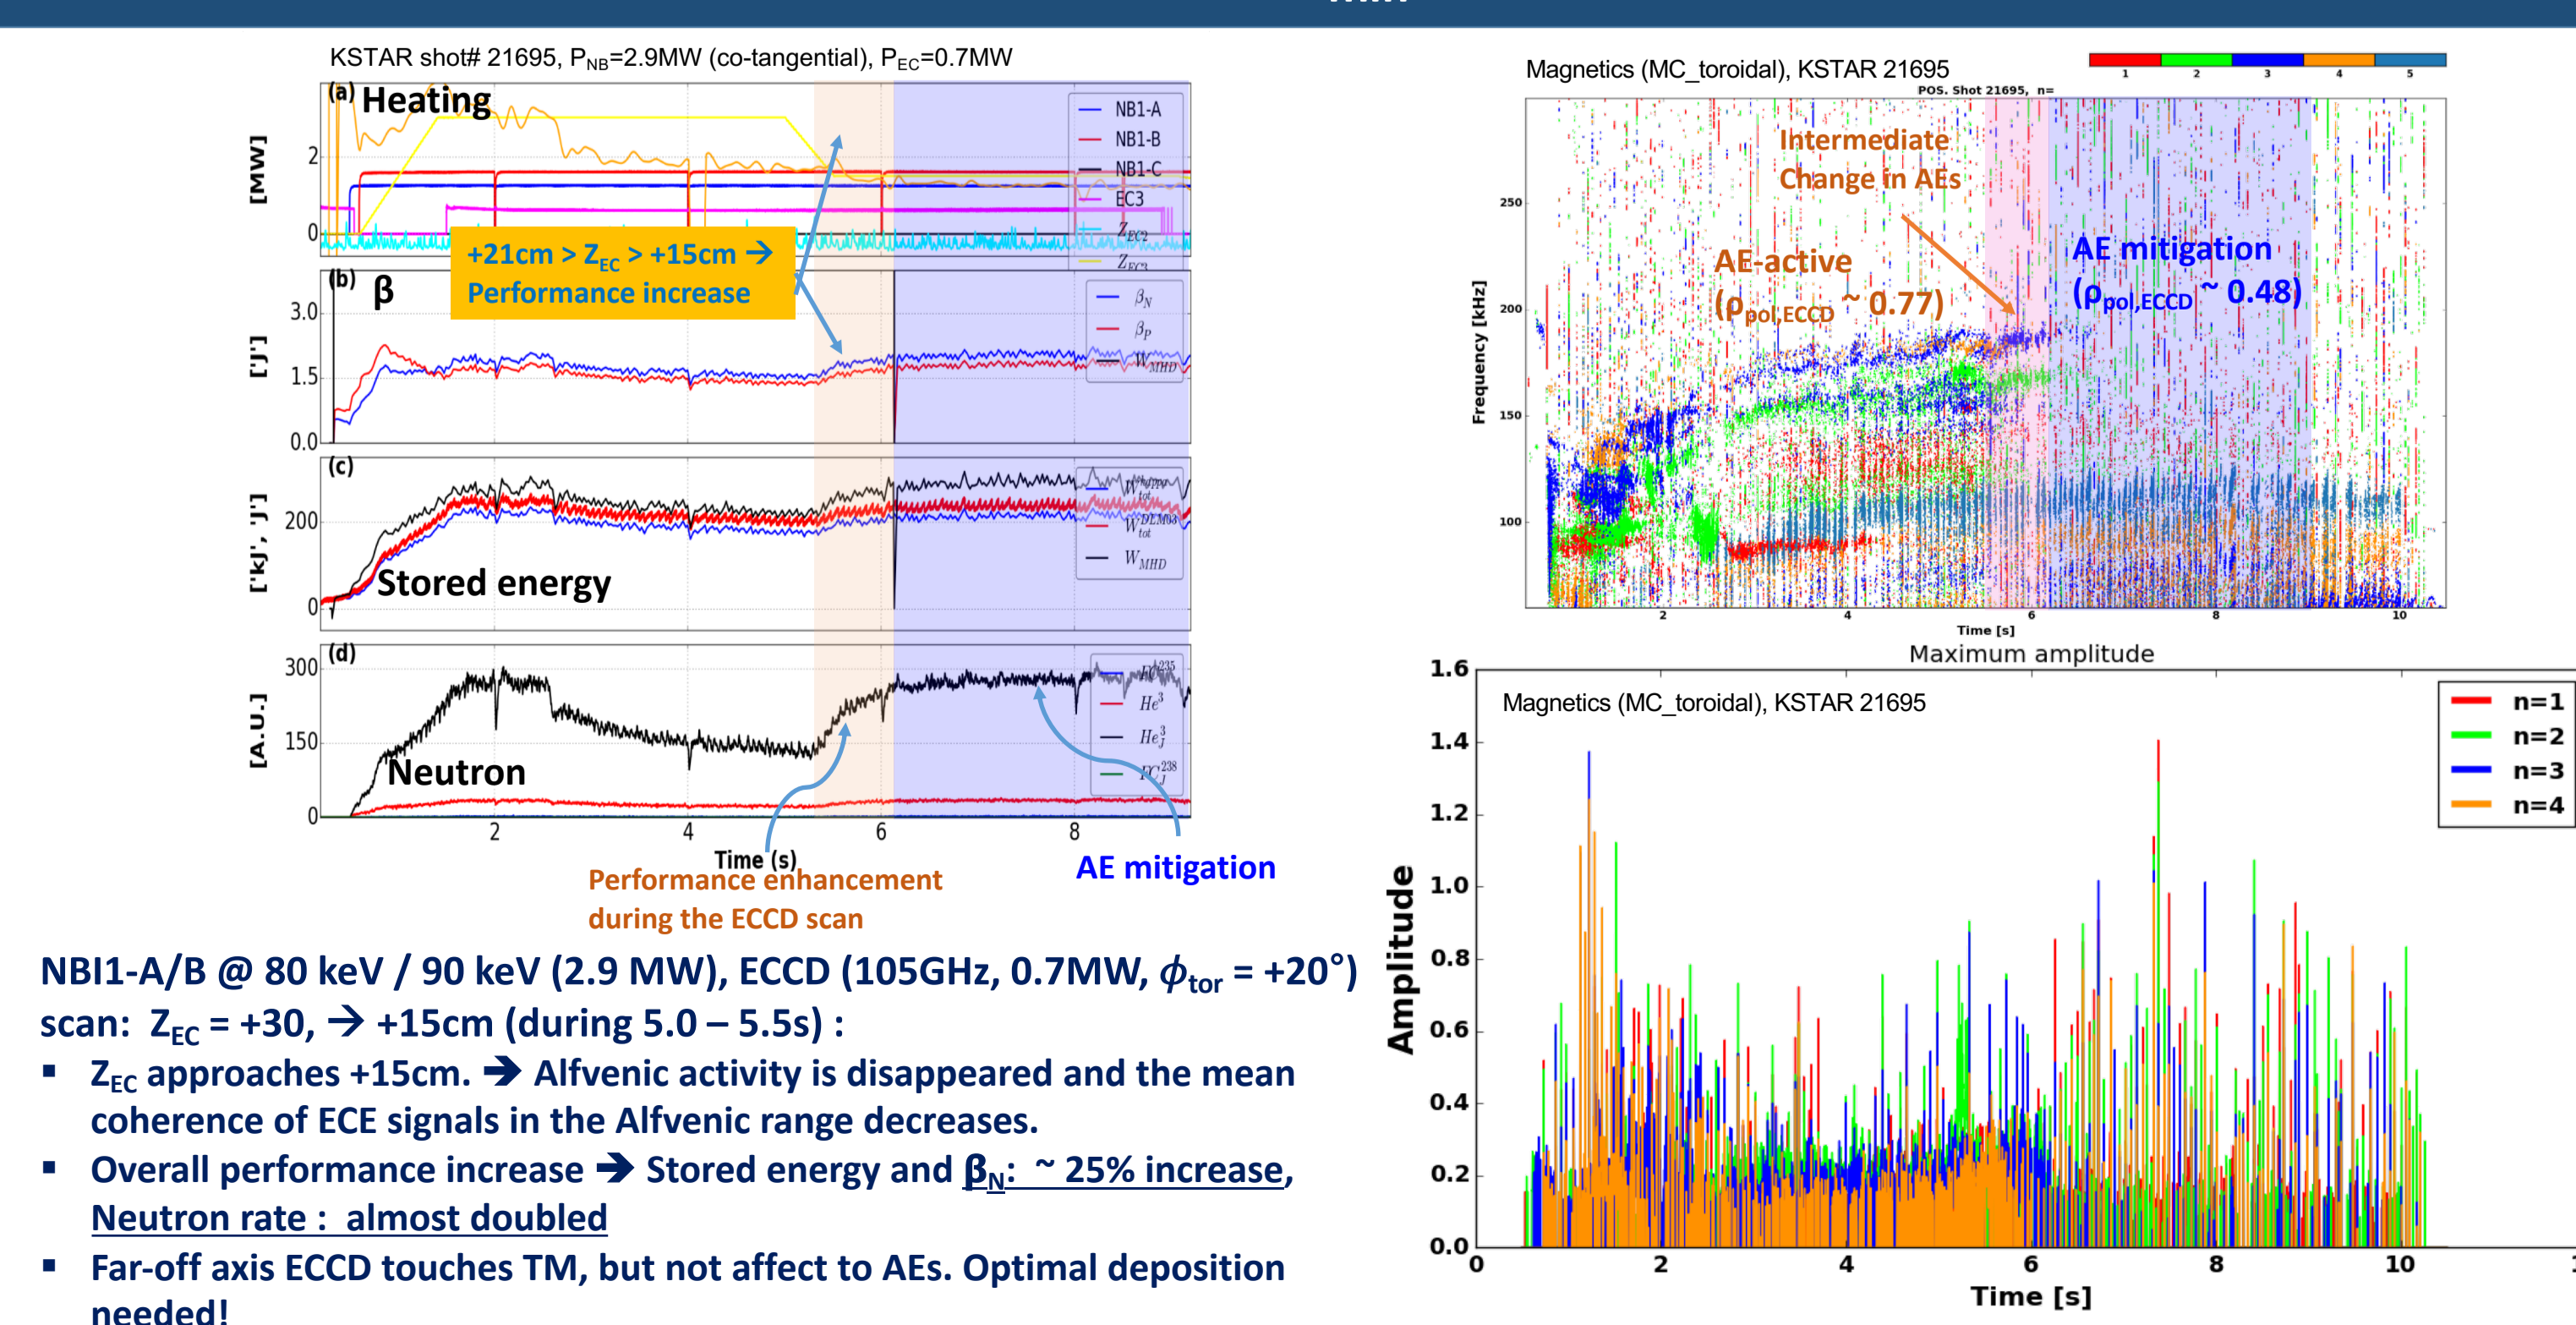 KSTAR shot# 21695, PNB=2.9MW (co-tangential), PEC=0.7MW
(a) Heating
[MW]
2
0
NB1-A
NB1-B
NB1-C
EC3
ZEC2
ZEC3
+21cm > ZEC > +15cm →
Performance increase
(b) β
['J']
3.0
1.5
0.0
βN
βP
WMHD
(c)
['kJ', 'J']
200
0
Stored energy
Wtot
WtotDLM03
WMHD
(d)
[A.U.]
300
150
0
Neutron
He3
HeJ3
FCJ238
2 4 6 8
Time (s)
Performance enhancement
during the ECCD scan
AE mitigation
Magnetics (MC_toroidal), KSTAR 21695
1 2 3 4 5
POS. Shot 21695, n=
Frequency [kHz]
250
200
150
100
Intermediate
Change in AEs
AE-active
(ρpol,ECCD ~ 0.77)
AE mitigation
(ρpol,ECCD ~ 0.48)
2 4 6 8 10
Time [s]
Maximum amplitude
Magnetics (MC_toroidal), KSTAR 21695
n=1
n=2
n=3
n=4
Amplitude
1.6
1.4
1.2
1.0
0.8
0.6
0.4
0.2
0.0
0 2 4 6 8 10
Time [s]
NBI1-A/B @ 80 keV / 90 keV (2.9 MW), ECCD (105GHz, 0.7MW, ϕtor = +20°)
scan: ZEC = +30, → +15cm (during 5.0 – 5.5s) :
▪ ZEC approaches +15cm. → Alfvenic activity is disappeared and the mean
coherence of ECE signals in the Alfvenic range decreases.
▪ Overall performance increase → Stored energy and βN: ~ 25% increase,
Neutron rate : almost doubled
▪ Far-off axis ECCD touches TM, but not affect to AEs. Optimal deposition
needed!